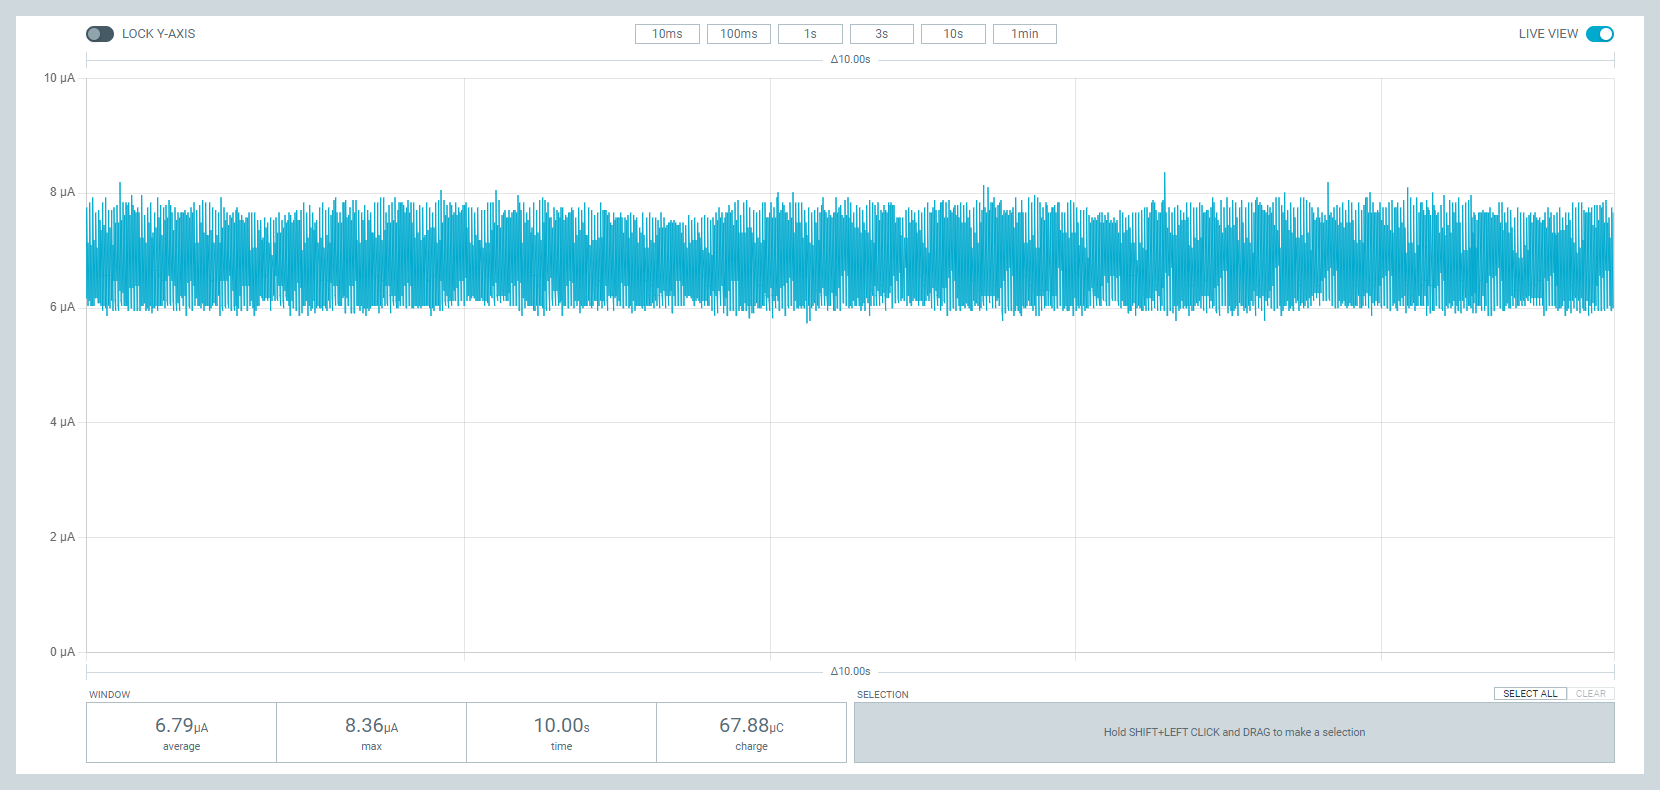 LOCK Y-AXIS
10ms 100ms 1s 3s 10s 1min
LIVE VIEW
Δ10.00s
10 µA
8 µA
6 µA
4 µA
2 µA
0 µA
Δ10.00s
WINDOW
6.79µA
average
8.36µA
max
10.00s
time
67.88µC
charge
SELECTION
SELECT ALL
CLEAR
Hold SHIFT+LEFT CLICK and DRAG to make a selection